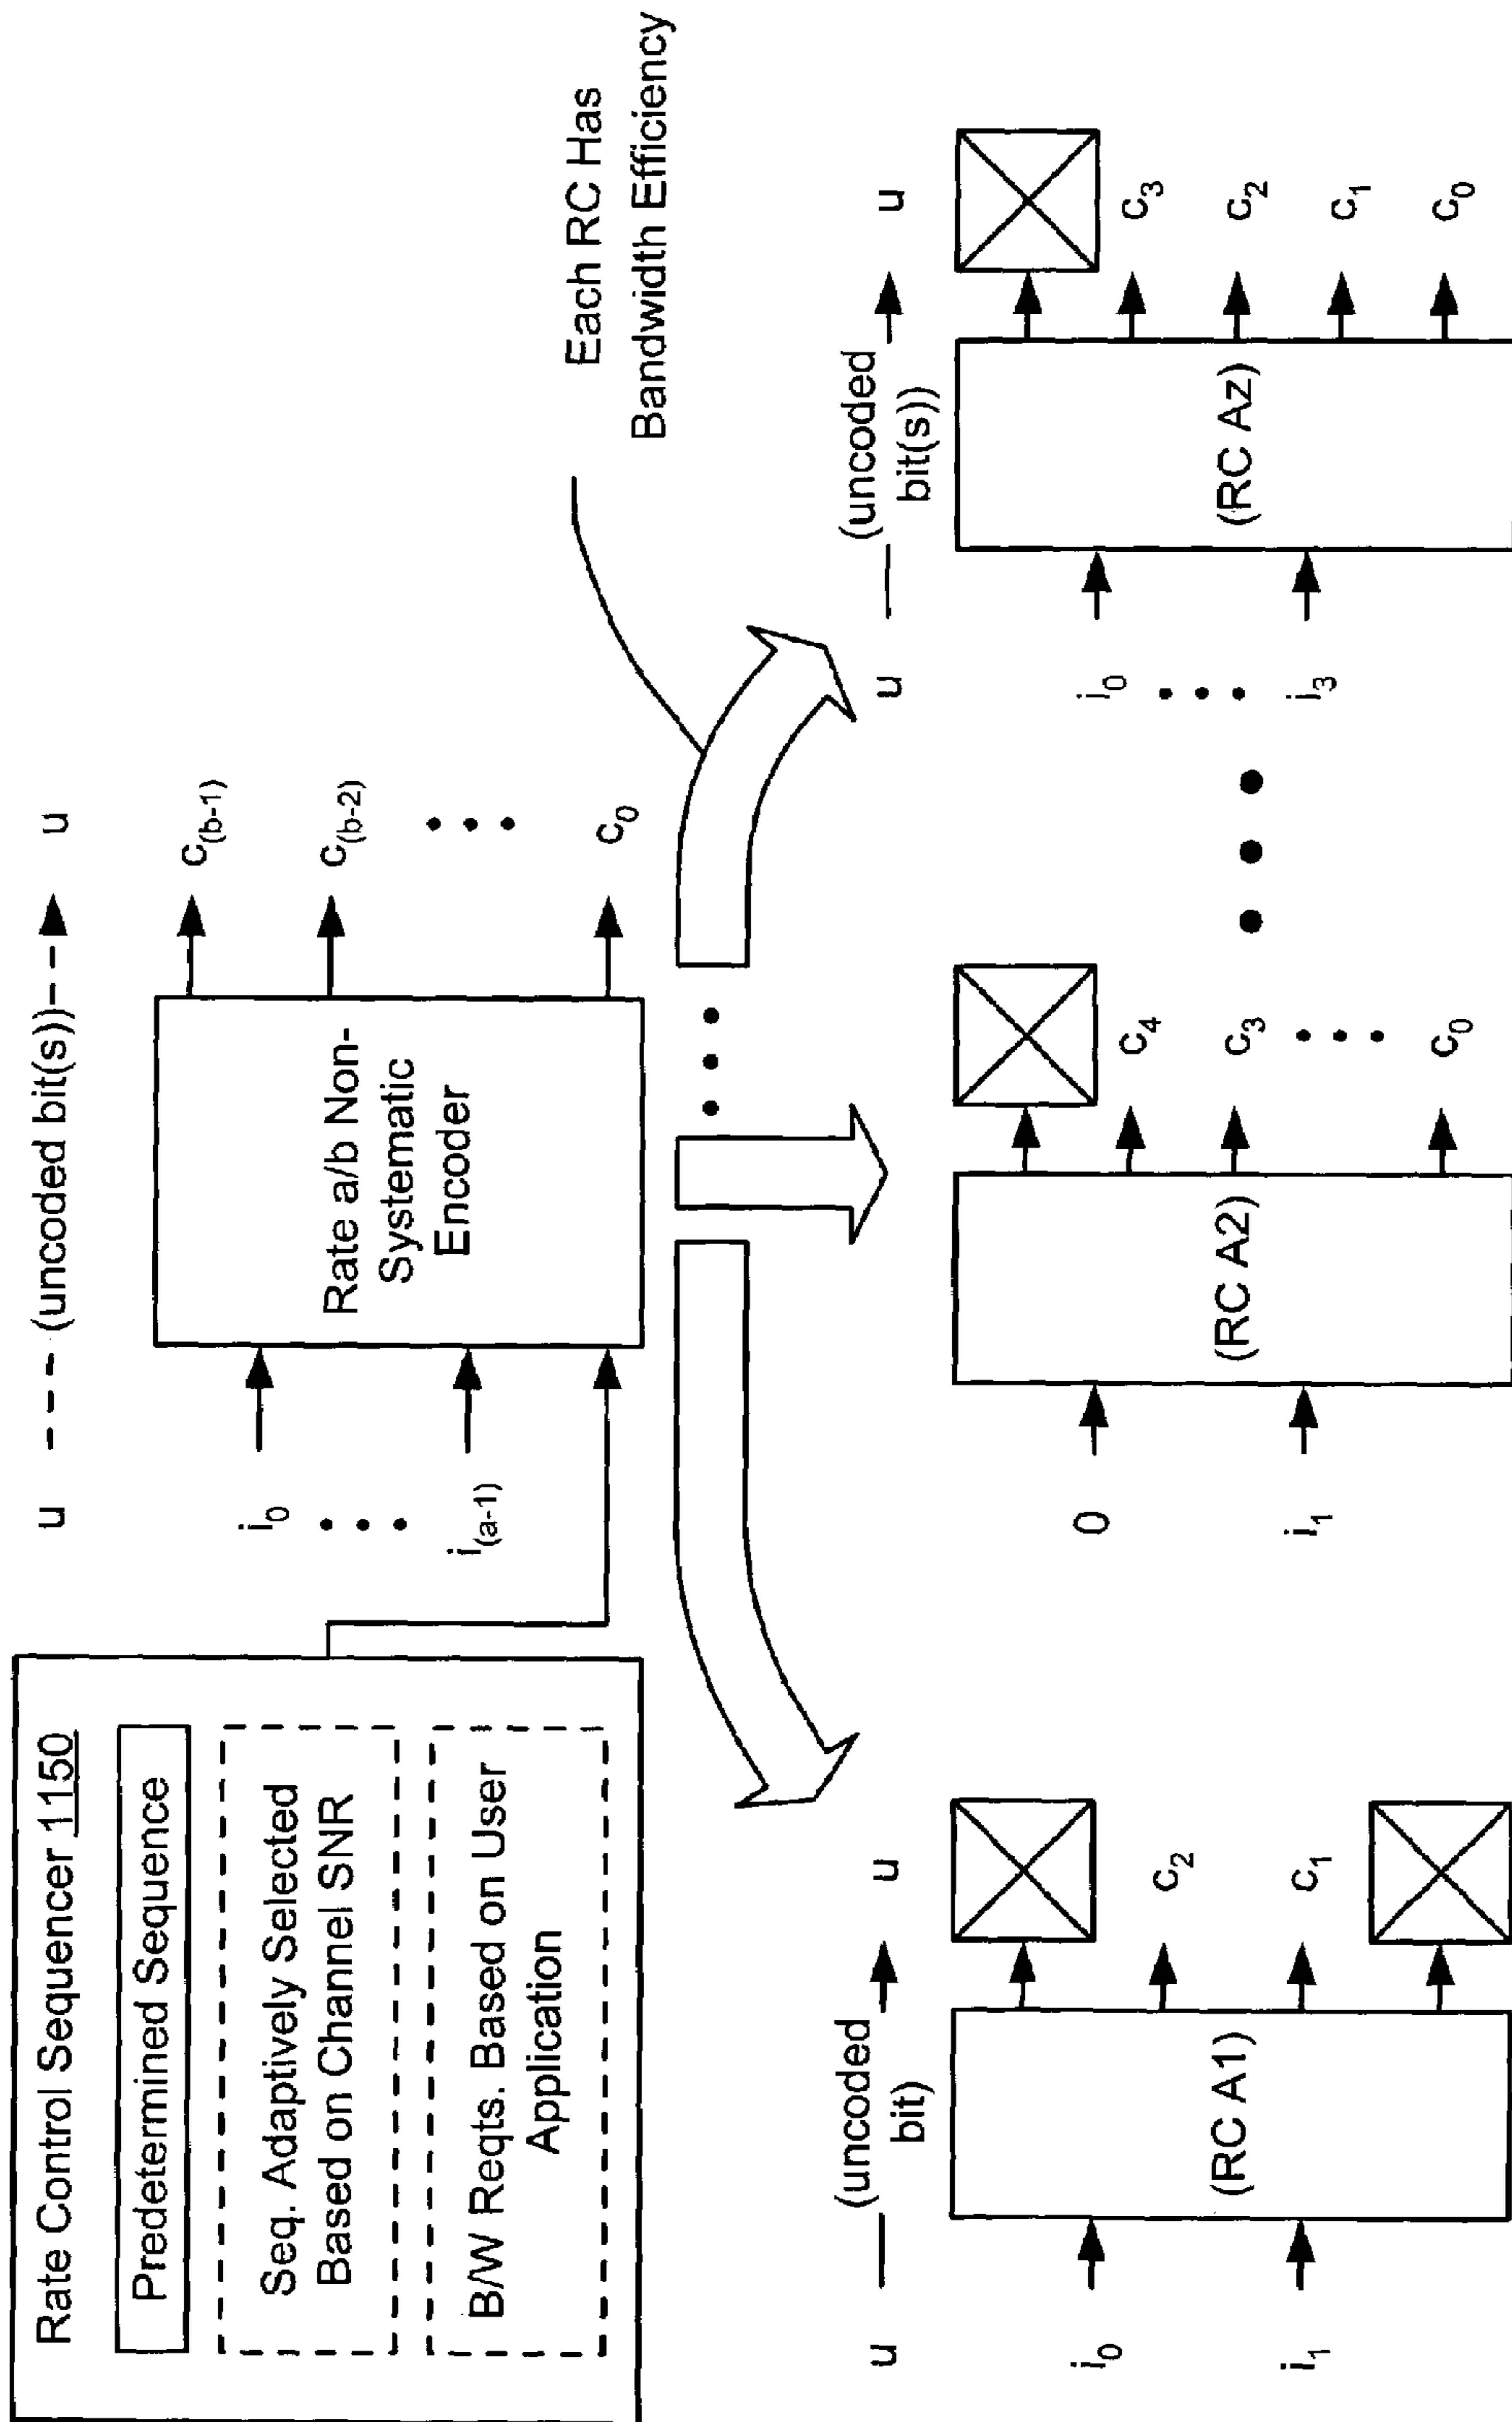 Rate Control Sequencer 1150
Predetermined Sequence
Seq. Adaptively Selected
Based on Channel SNR
B/W Reqts. Based on User
Application
u (uncoded bit(s)) u
i₀
i₍ₐ₋₁₎
Rate a/b Non-
Systematic
Encoder
c_(b-1)
c_(b-2)
c₀
Each RC Has
Bandwidth Efficiency
u (uncoded u
bit)
i₀
i₁
(RC A1)
c₂
c₁
0
i₁
(RC A2)
c₄
c₃
c₀
u (uncoded u
bit(s))
i₀
i₃
(RC Az)
c₃
c₂
c₁
c₀